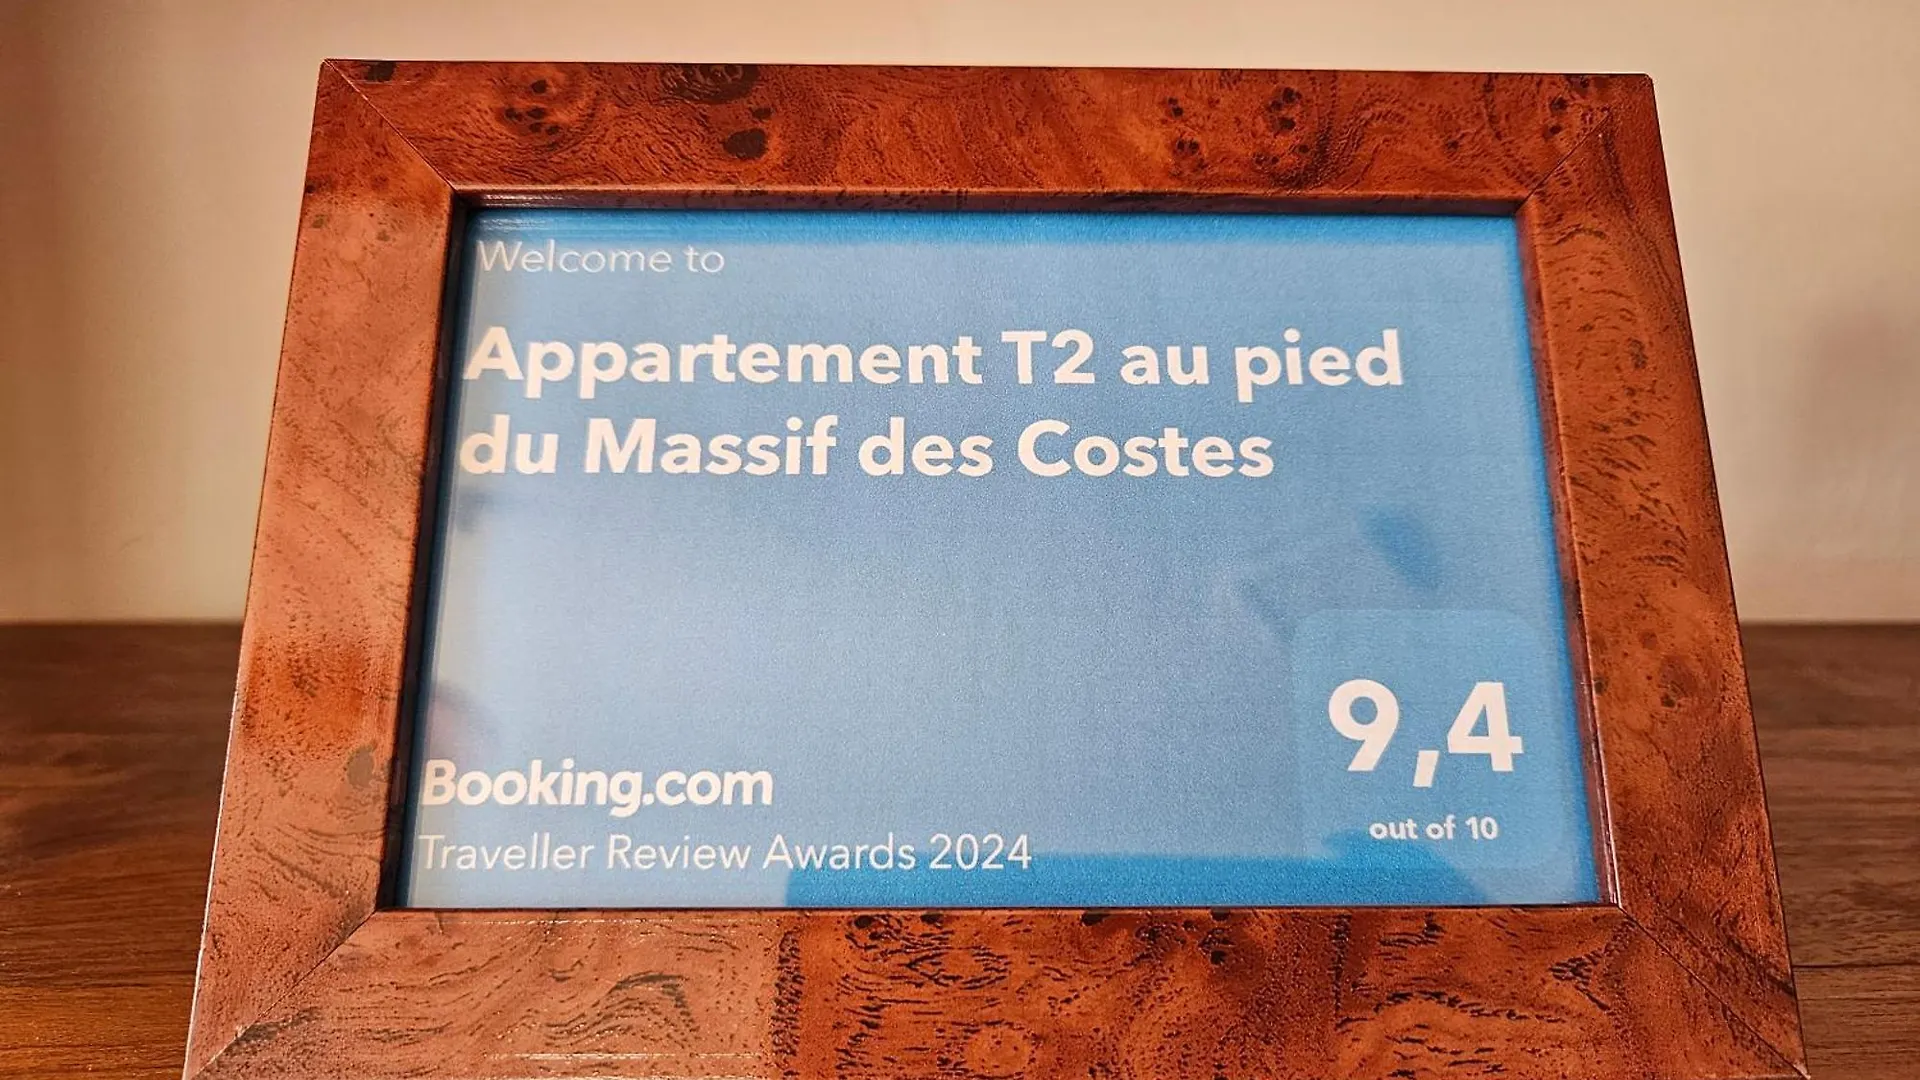 Welcome to
Appartement T2 au pied
du Massif des Costes
9,4
out of 10
Booking.com
Traveller Review Awards 2024